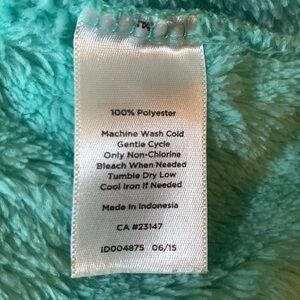 100% Polyester
Machine Wash Cold
Gentle Cycle
Only Non-Chlorine
Bleach When Needed
Tumble Dry Low
Cool Iron If Needed
Made In Indonesia
CA #23147
ID004875 06/15